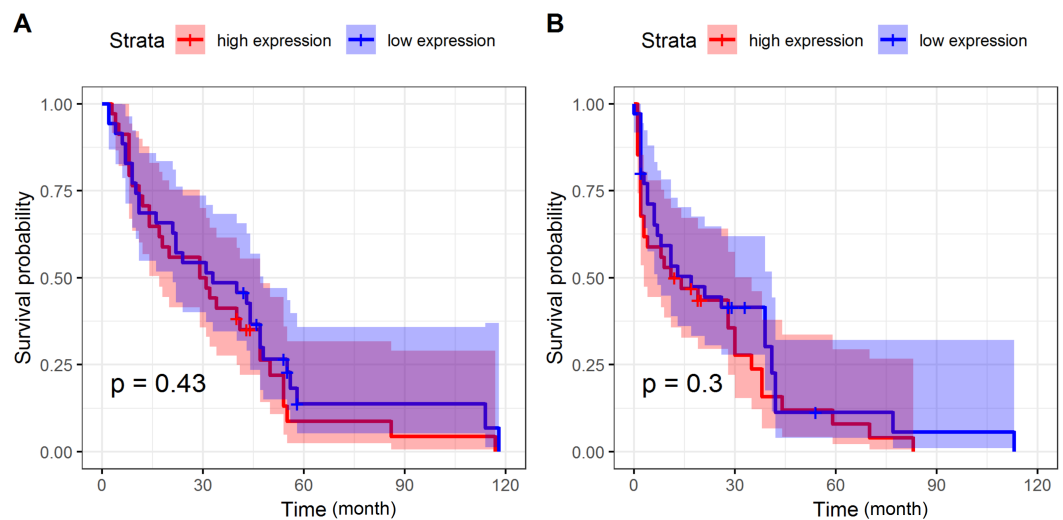 A
Strata high expression low expression
1.00
0.75
0.50
0.25
0.00
Survival probability
p = 0.43
0 30 60 90 120
Time (month)
B
Strata high expression low expression
1.00
0.75
0.50
0.25
0.00
Survival probability
p = 0.3
0 30 60 90 120
Time (month)